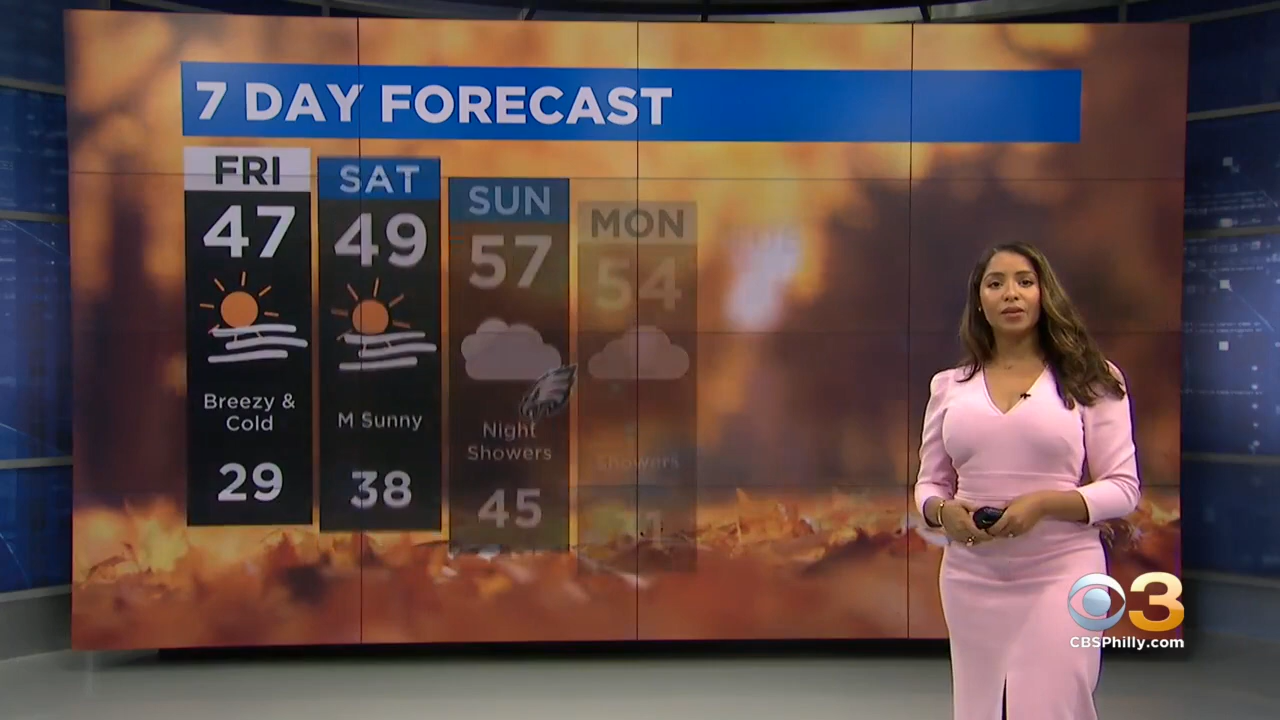 7 DAY FORECAST
FRI
47
Breezy &
Cold
29
SAT
49
M Sunny
38
SUN
57
Night
Showers
45
MON
54
Showers
3
CBSPhilly.com